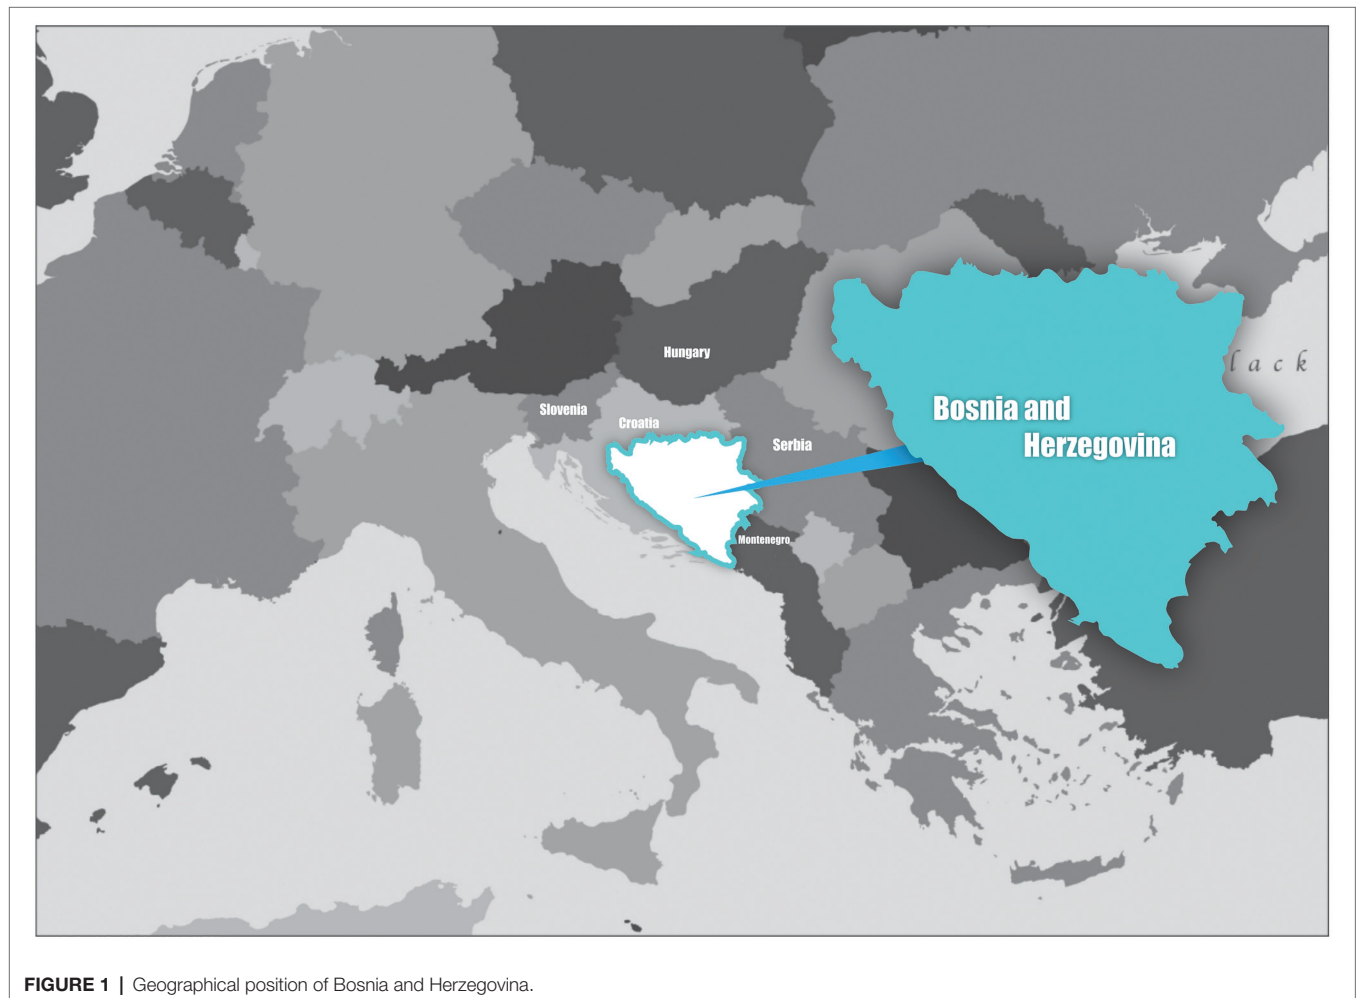 Hungary
Slovenia
Croatia
Serbia
Montenegro
lack
Bosnia and
Herzegovina
FIGURE 1 | Geographical position of Bosnia and Herzegovina.